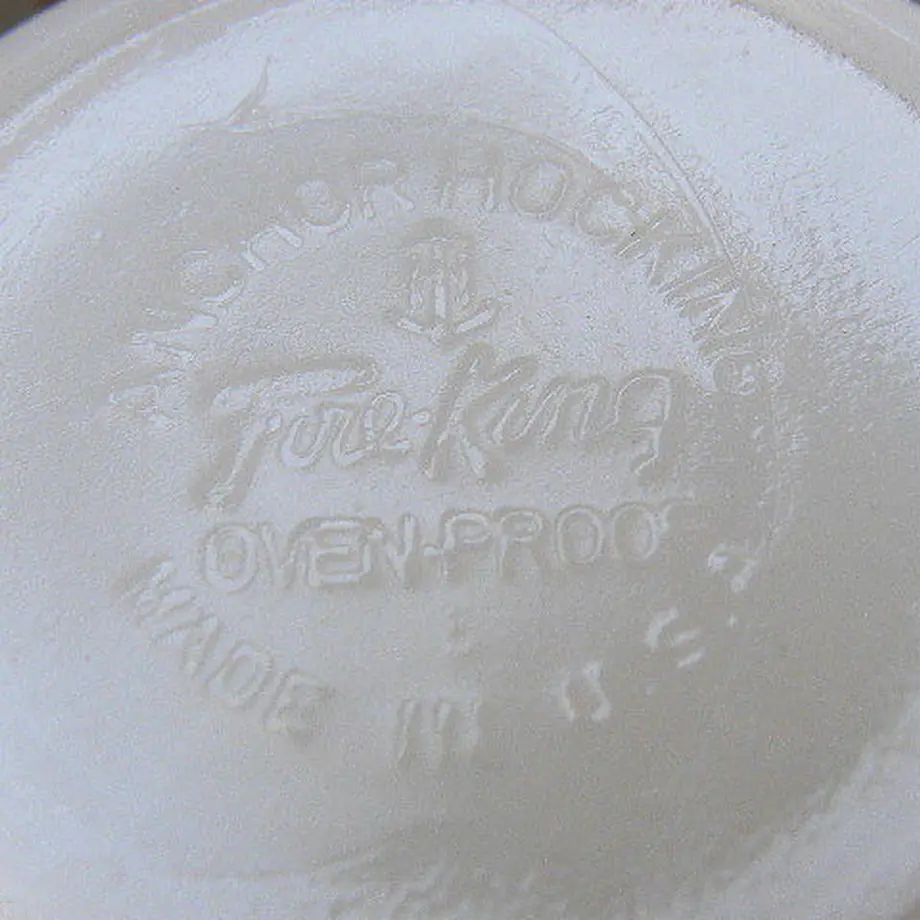 ANCHOR HOCKING ®
Fire-King
OVEN-PROOF
MADE IN U.S.A